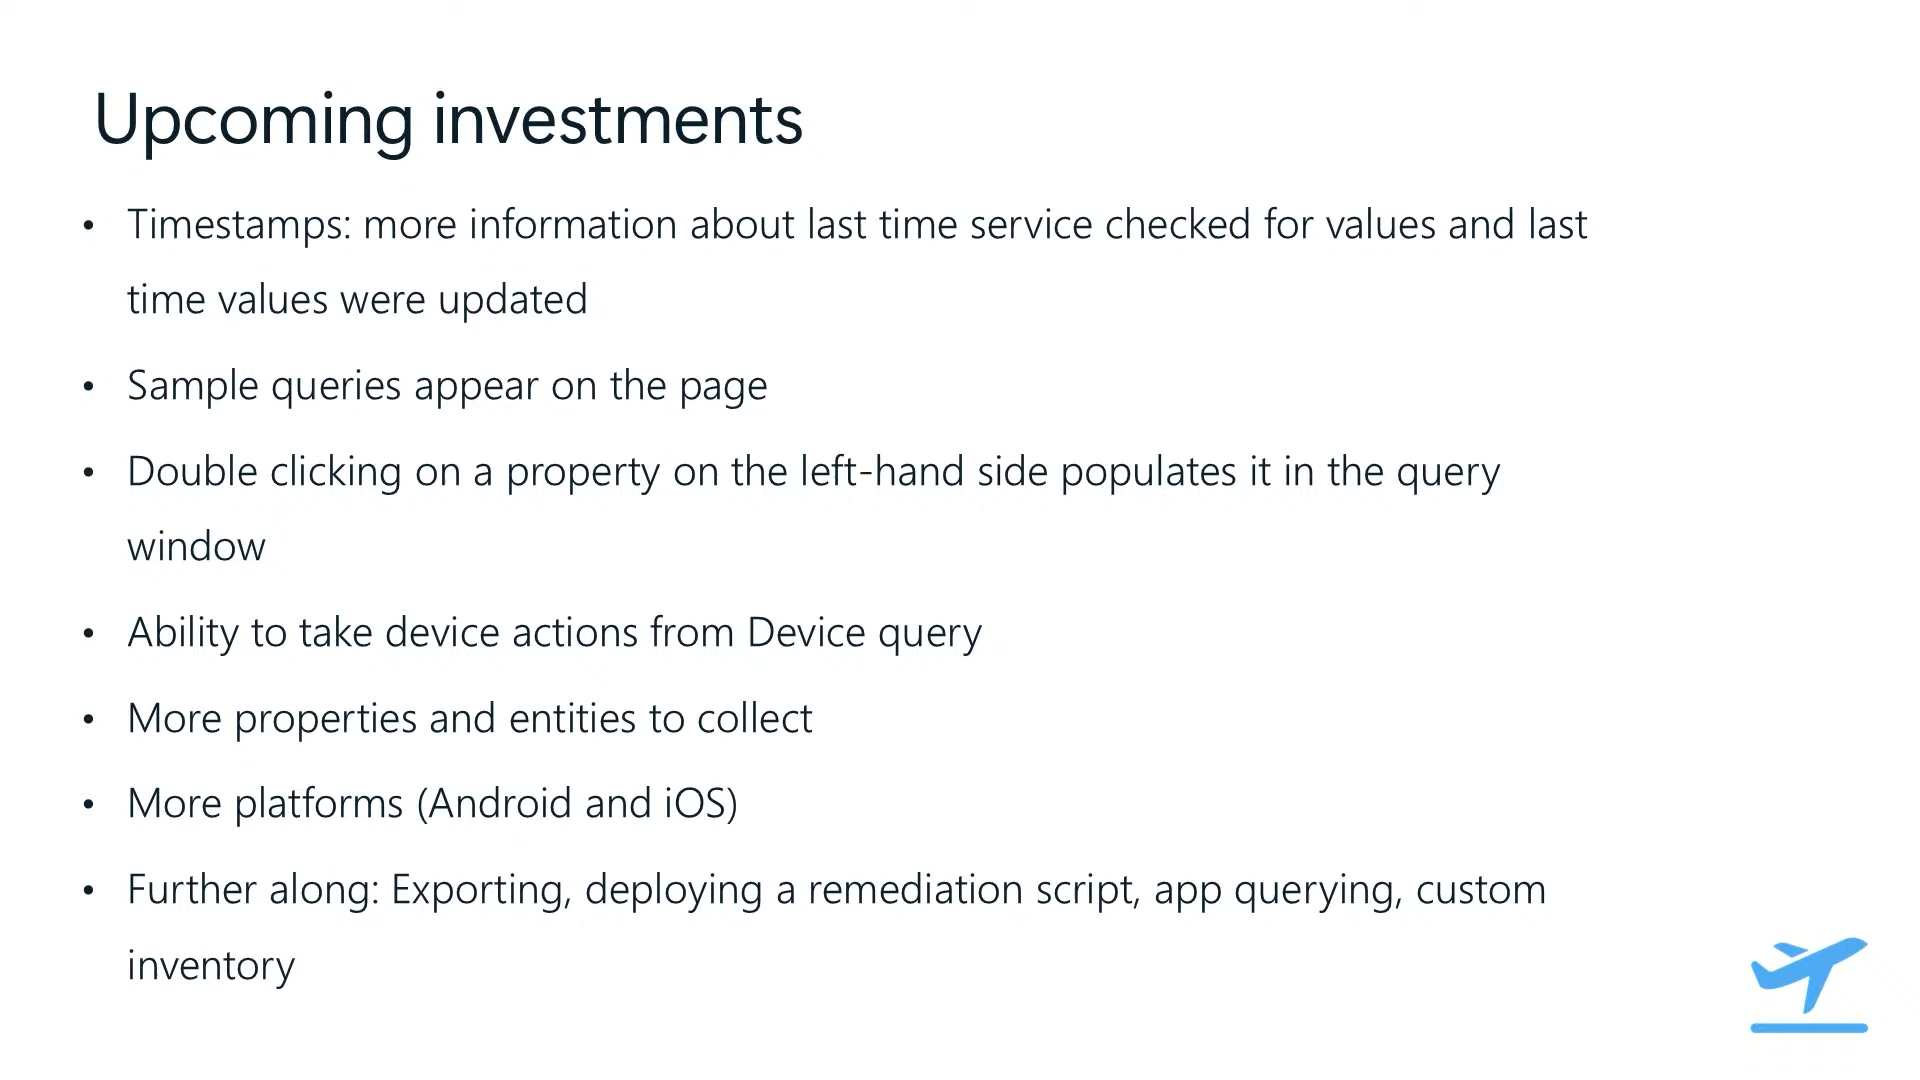 Upcoming investments
• Timestamps: more information about last time service checked for values and last
time values were updated
• Sample queries appear on the page
• Double clicking on a property on the left-hand side populates it in the query
window
• Ability to take device actions from Device query
• More properties and entities to collect
• More platforms (Android and iOS)
• Further along: Exporting, deploying a remediation script, app querying, custom
inventory